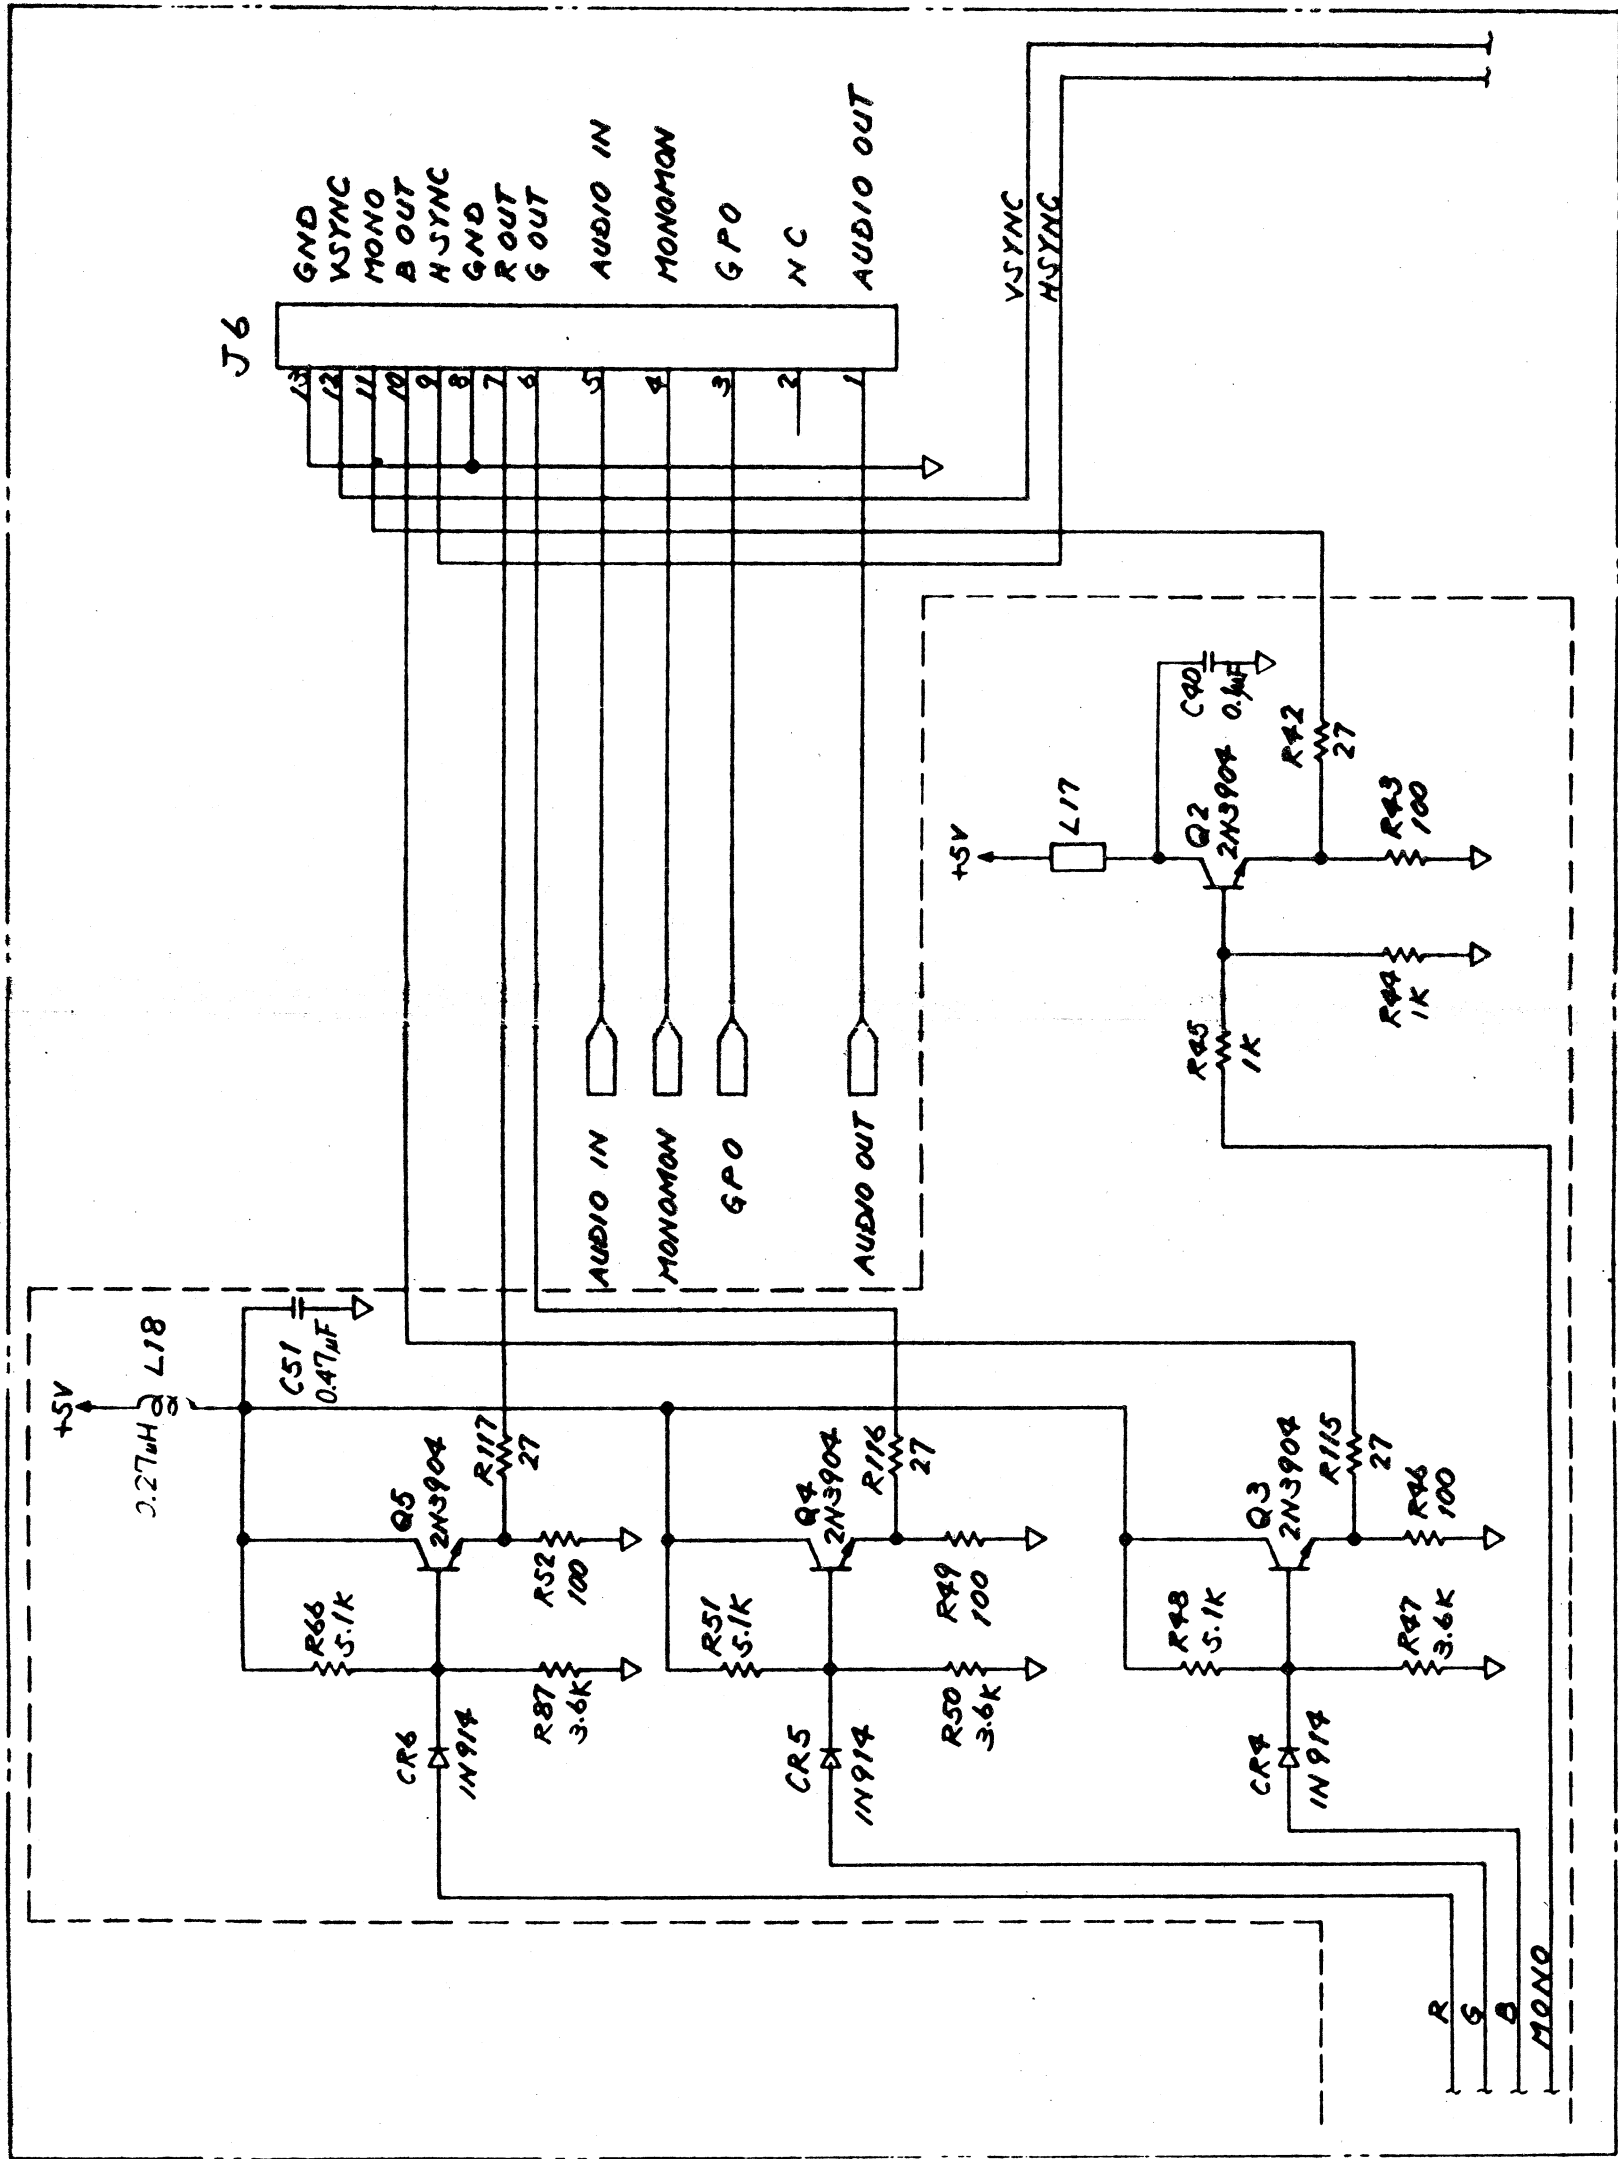 J6
GND
VSYNC
MONO
B OUT
HSYNC
GND
R OUT
G OUT
AUDIO IN
MONOMON
GPO
NC
AUDIO OUT
13
12
11
10
9
8
7
6
5
4
3
2
1
VSYNC
HSYNC
AUDIO IN
MONOMON
GPO
AUDIO OUT
+5V
L17
C40
0.1µF
Q2
2N3904
R42
27
R43
100
R44
1K
R45
1K
+5V
0.27µH
L18
C51
0.47µF
Q5
2N3904
R117
27
R52
100
R66
5.1K
R87
3.6K
CR6
1N914
Q4
2N3904
R116
27
R49
100
R51
5.1K
R50
3.6K
CR5
1N914
Q3
2N3904
R115
27
R46
100
R48
5.1K
R47
3.6K
CR4
1N914
R
G
B
MONO